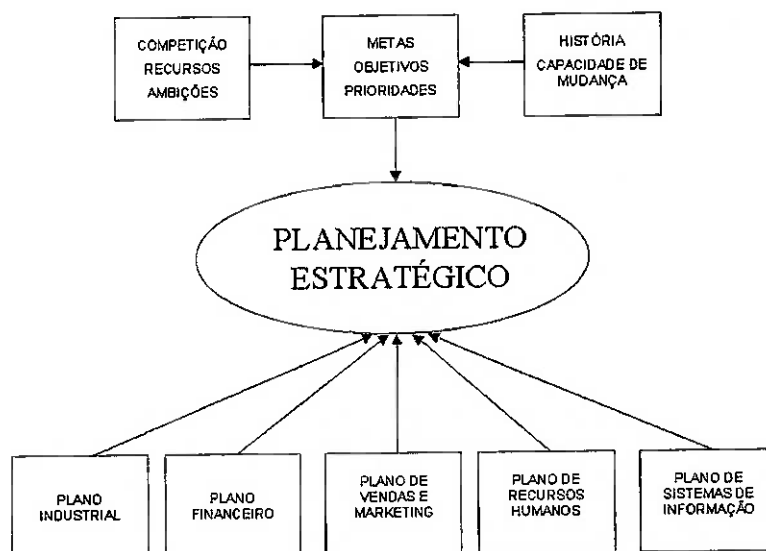 COMPETIÇÃO
RECURSOS
AMBIÇÕES
METAS
OBJETIVOS
PRIORIDADES
HISTÓRIA
CAPACIDADE DE
MUDANÇA
PLANEJAMENTO
ESTRATÉGICO
PLANO
INDUSTRIAL
PLANO
FINANCEIRO
PLANO DE
VENDAS E
MARKETING
PLANO DE
RECURSOS
HUMANOS
PLANO DE
SISTEMAS DE
INFORMAÇÃO